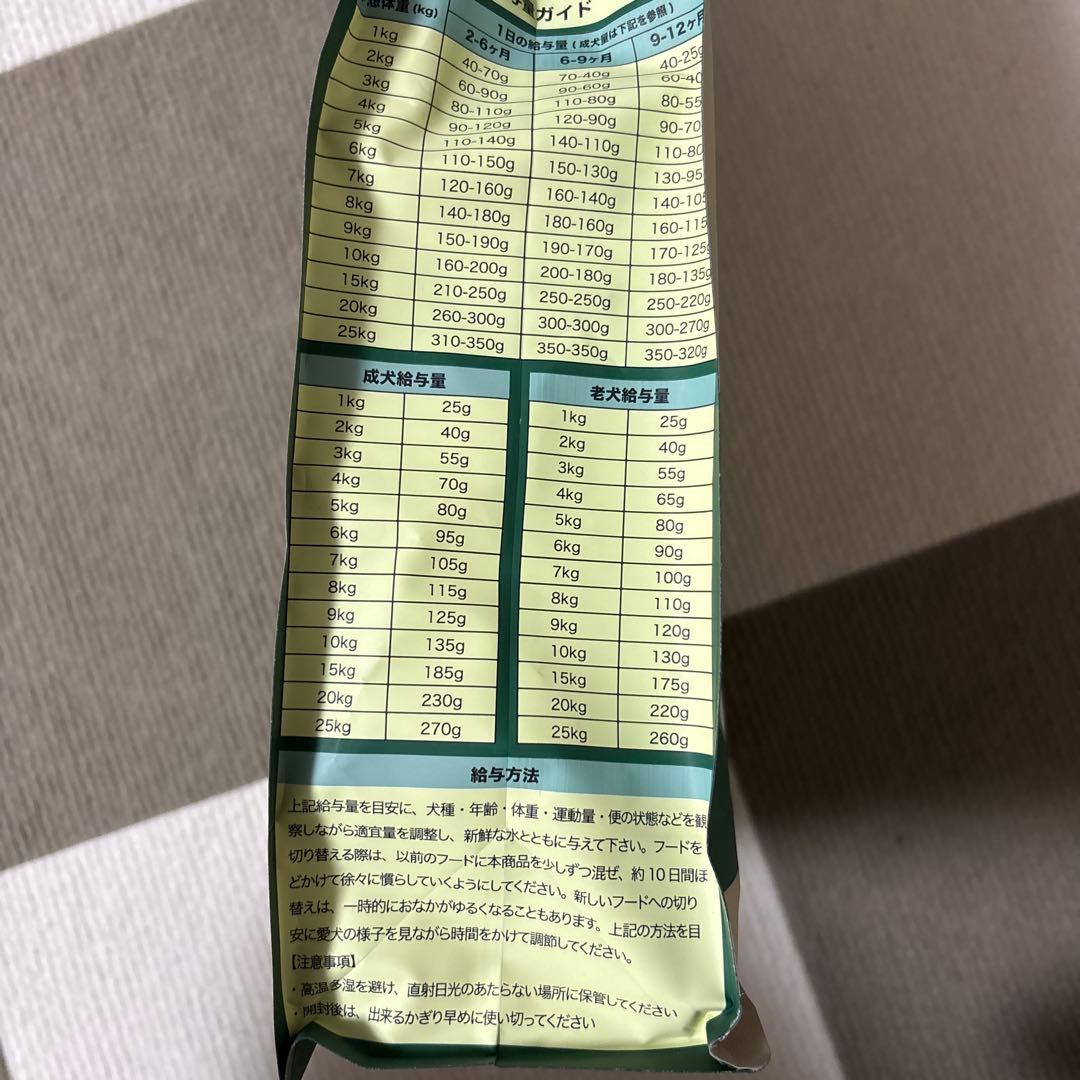 量ガイド
想体重 (kg) 1日の給与量 ( 成犬量は下記を参照 )
2-6ヶ月 6-9ヶ月 9-12ヶ月
1kg 40-70g 70-40g 40-25g
2kg 60-90g 90-60g 60-40
3kg 80-110g 110-80g 80-55
4kg 90-120g 120-90g 90-70
5kg 110-140g 140-110g 110-80
6kg 110-150g 150-130g 130-95
7kg 120-160g 160-140g 140-105
8kg 140-180g 180-160g 160-115
9kg 150-190g 190-170g 170-125g
10kg 160-200g 200-180g 180-135g
15kg 210-250g 250-250g 250-220g
20kg 260-300g 300-300g 300-270g
25kg 310-350g 350-350g 350-320g
成犬給与量
1kg 25g
2kg 40g
3kg 55g
4kg 70g
5kg 80g
6kg 95g
7kg 105g
8kg 115g
9kg 125g
10kg 135g
15kg 185g
20kg 230g
25kg 270g
老犬給与量
1kg 25g
2kg 40g
3kg 55g
4kg 65g
5kg 80g
6kg 90g
7kg 100g
8kg 110g
9kg 120g
10kg 130g
15kg 175g
20kg 220g
25kg 260g
給与方法
上記給与量を目安に、犬種・年齢・体重・運動量・便の状態などを観
察しながら適宜量を調整し、新鮮な水とともに与えて下さい。フードを
切り替える際は、以前のフードに本商品を少しずつ混ぜ、約10日間ほ
どかけて徐々に慣らしていくようにしてください。新しいフードへの切り
替えは、一時的におなかがゆるくなることもあります。上記の方法を目
安に愛犬の様子を見ながら時間をかけて調節してください。
【注意事項】
・高温多湿を避け、直射日光のあたらない場所に保管してください
・開封後は、出来るかぎり早めに使い切ってください